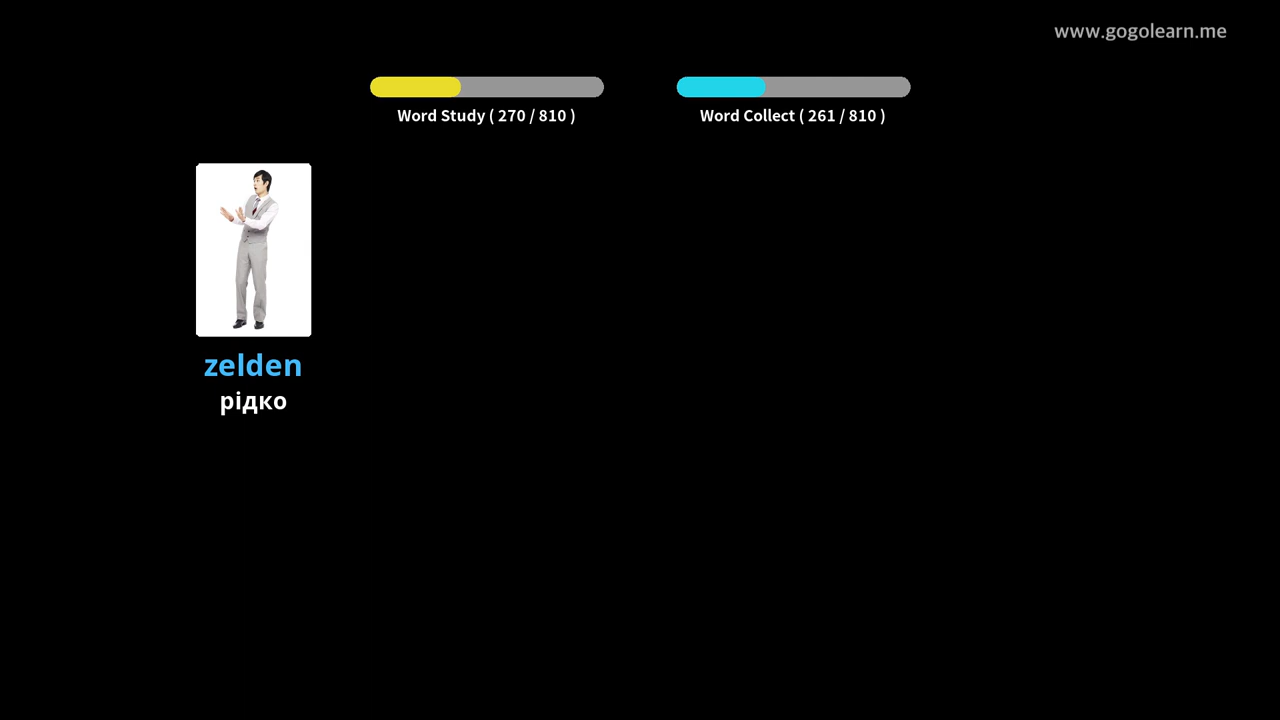 www.gogolearn.me
Word Study ( 270 / 810 )
Word Collect ( 261 / 810 )
zelden
рідко